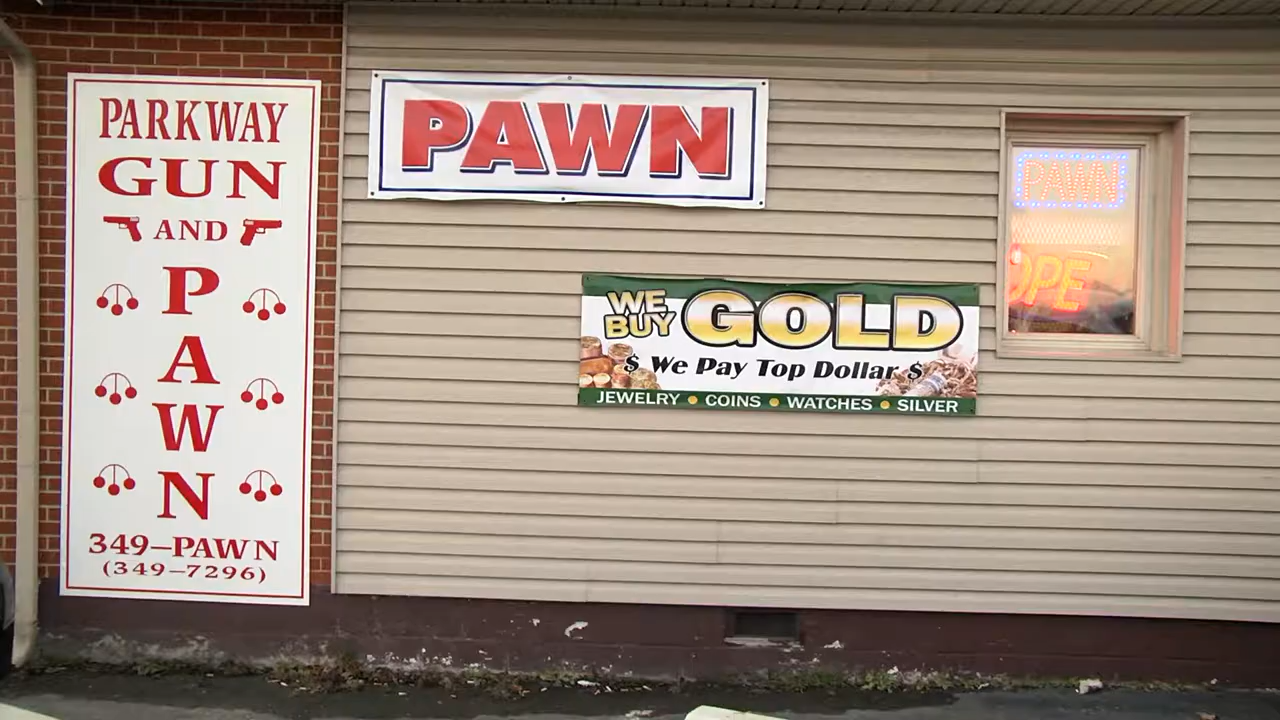 PARKWAY
GUN
AND
P
A
W
N
349-PAWN
(349-7296)
PAWN
WE BUY GOLD
$ We Pay Top Dollar $
JEWELRY • COINS • WATCHES • SILVER
PAWN
OPE